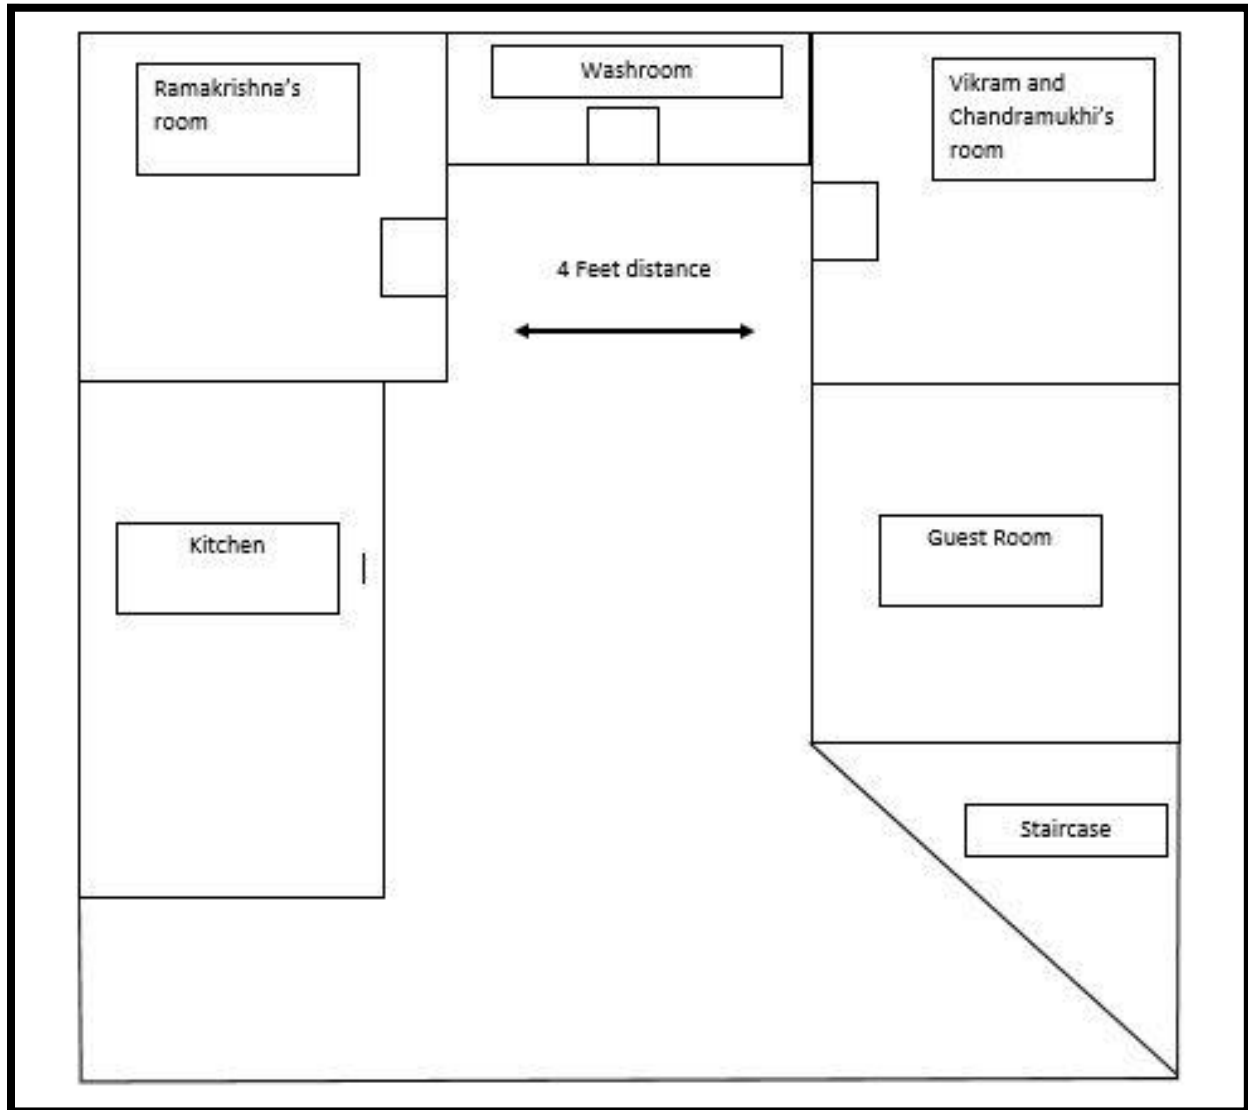 Ramakrishna's
room
Washroom
Vikram and
Chandramukhi's
room
4 Feet distance
Kitchen
Guest Room
Staircase